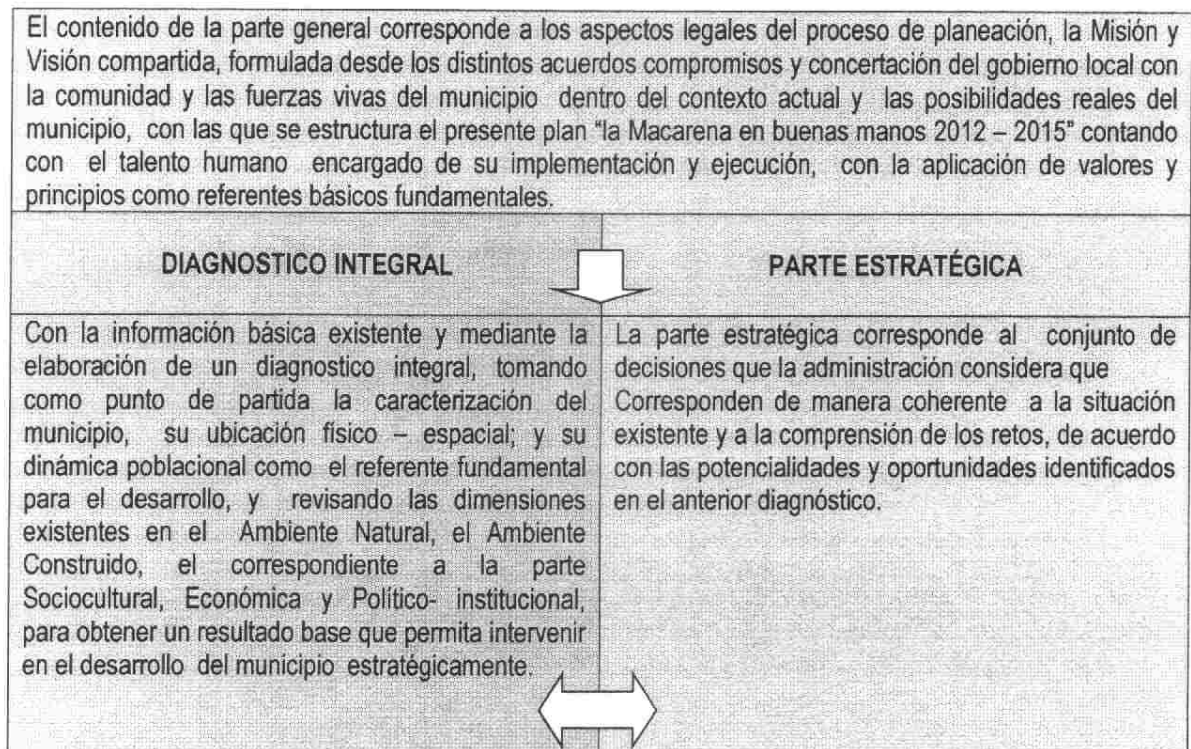 El contenido de la parte general corresponde a los aspectos legales del proceso de planeación, la Misión y
Visión compartida, formulada desde los distintos acuerdos compromisos y concertación del gobierno local con
la comunidad y las fuerzas vivas del municipio dentro del contexto actual y las posibilidades reales del
municipio, con las que se estructura el presente plan “la Macarena en buenas manos 2012 – 2015” contando
con el talento humano encargado de su implementación y ejecución, con la aplicación de valores y
principios como referentes básicos fundamentales.
DIAGNOSTICO INTEGRAL
Con la información básica existente y mediante la
elaboración de un diagnostico integral, tomando
como punto de partida la caracterización del
municipio, su ubicación físico – espacial; y su
dinámica poblacional como el referente fundamental
para el desarrollo, y revisando las dimensiones
existentes en el Ambiente Natural, el Ambiente
Construido, el correspondiente a la parte
Sociocultural, Económica y Político- institucional,
para obtener un resultado base que permita intervenir
en el desarrollo del municipio estratégicamente.
PARTE ESTRATÉGICA
La parte estratégica corresponde al conjunto de
decisiones que la administración considera que
Corresponden de manera coherente a la situación
existente y a la comprensión de los retos, de acuerdo
con las potencialidades y oportunidades identificados
en el anterior diagnóstico.